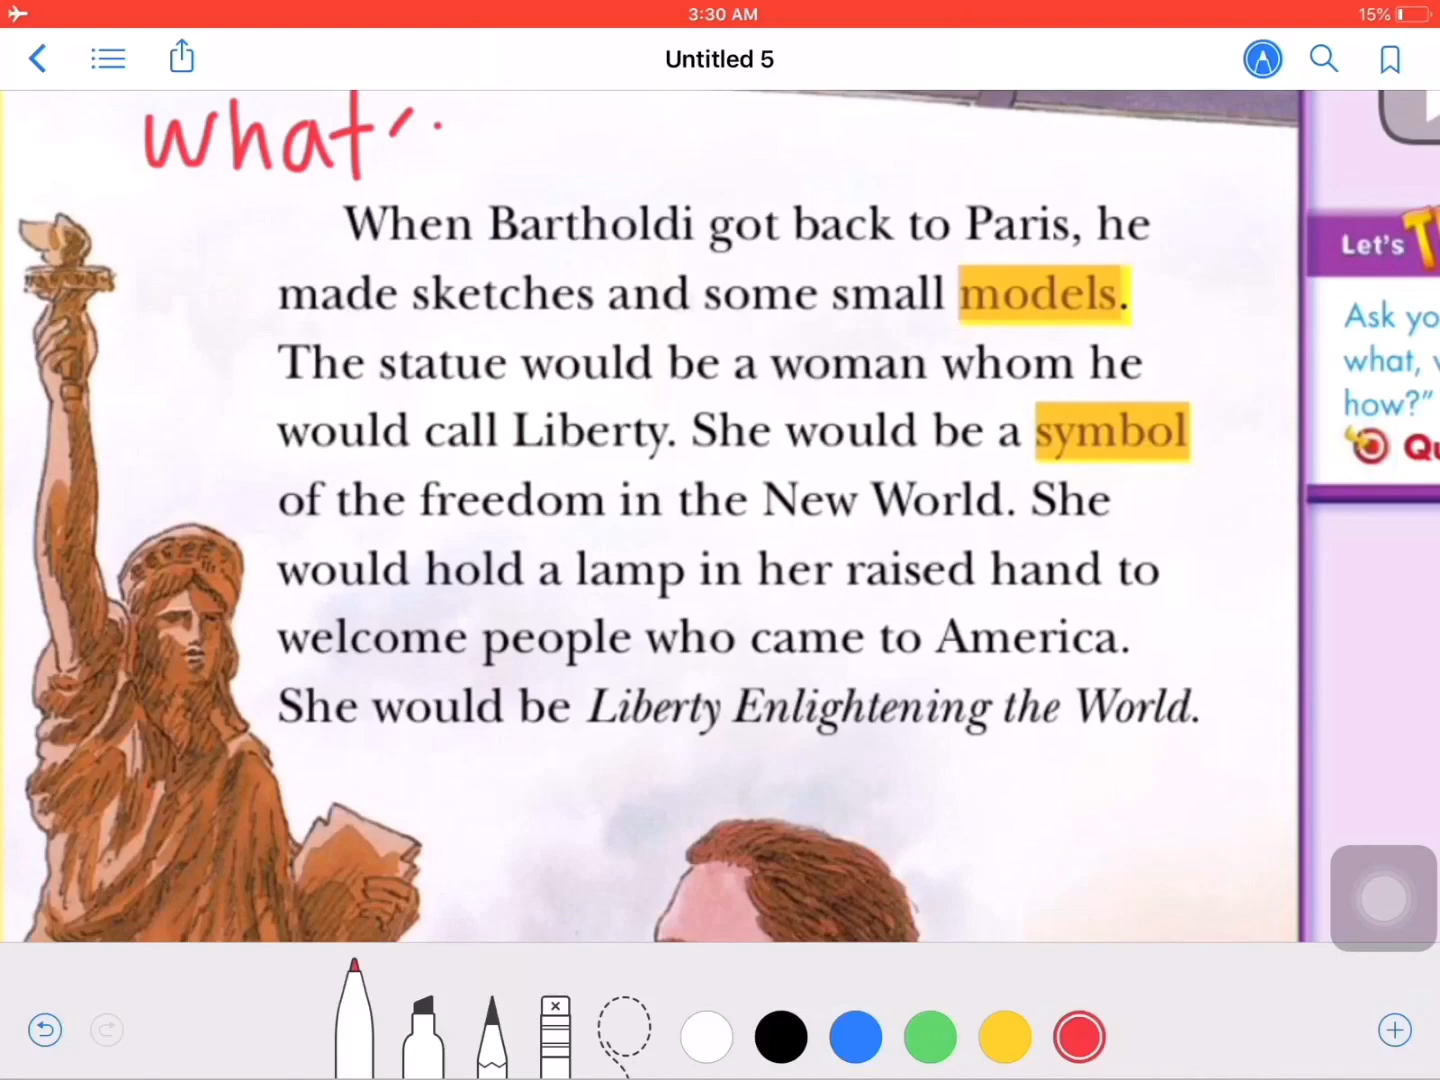 3:30 AM
15%
Untitled 5
what
When Bartholdi got back to Paris, he
made sketches and some small models.
The statue would be a woman whom he
would call Liberty. She would be a symbol
of the freedom in the New World. She
would hold a lamp in her raised hand to
welcome people who came to America.
She would be Liberty Enlightening the World.
Let's
Ask yo
what,
how?"